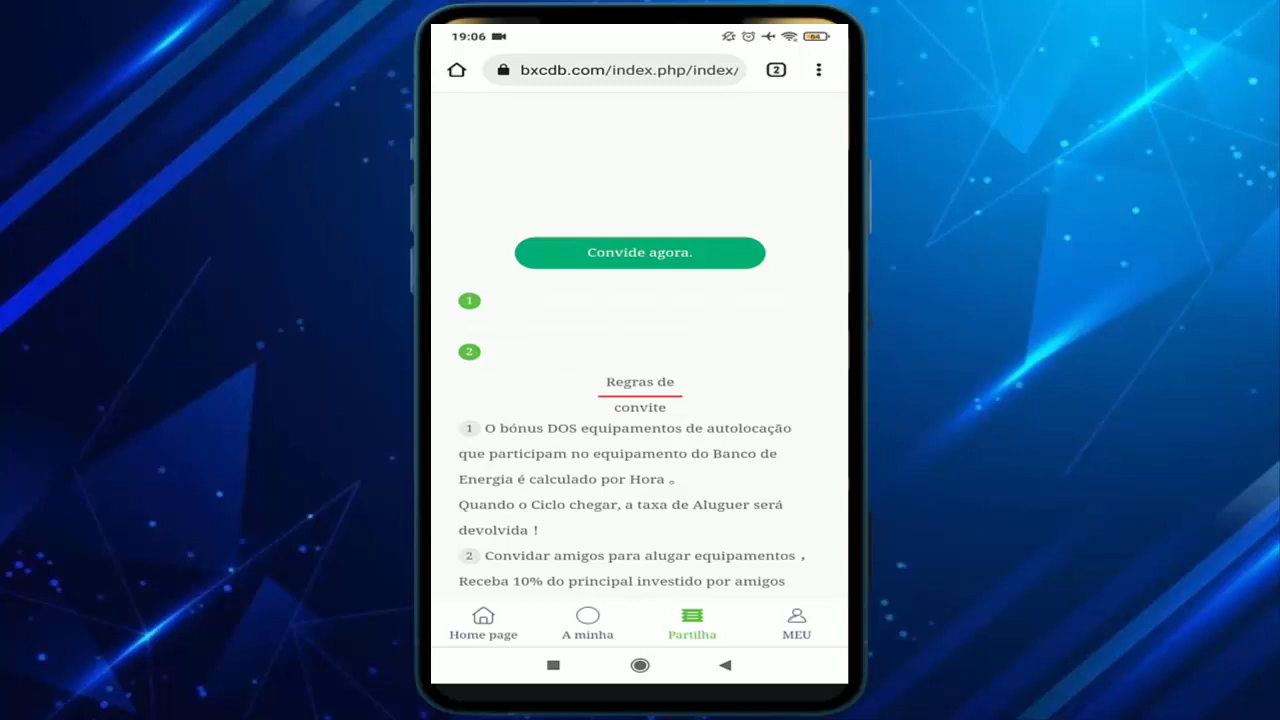 19:06
64
bxcdb.com/index.php/index/
2
Convide agora.
1
2
Regras de
convite
1 O bónus DOS equipamentos de autolocação
que participam no equipamento do Banco de
Energia é calculado por Hora 。
Quando o Ciclo chegar, a taxa de Aluguer será
devolvida！
2 Convidar amigos para alugar equipamentos，
Receba 10% do principal investido por amigos
Home page
A minha
Partilha
MEU